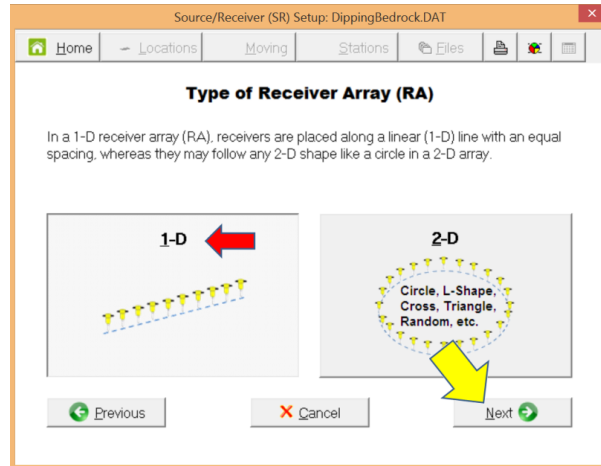 Source/Receiver (SR) Setup: DippingBedrock.DAT
Home Locations Moving Stations Files
Type of Receiver Array (RA)
In a 1-D receiver array (RA), receivers are placed along a linear (1-D) line with an equal
spacing, whereas they may follow any 2-D shape like a circle in a 2-D array.
1-D
2-D
Circle, L-Shape,
Cross, Triangle,
Random, etc.
Previous Cancel Next